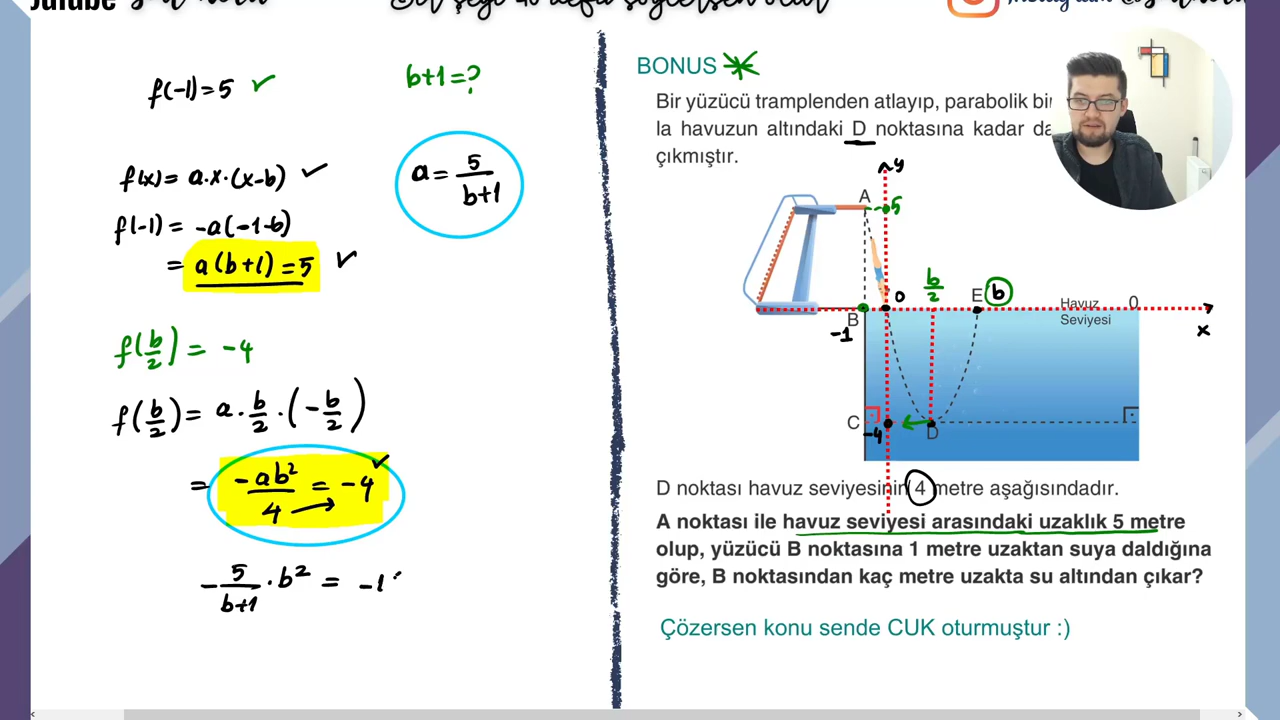 f(-1)=5 ✓
b+1=?
f(x)= a.x.(x-b) ✓
a= 5/b+1
f(-1)= -a(-1-b)
= a(b+1)=5 ✓
f(b/2)= -4
f(b/2)= a.b/2.(-b/2)
= -ab²/4 = -4 ✓
-5/b+1 . b² = -1
BONUS
Bir yüzücü tramplenden atlayıp, parabolik bir
la havuzun altındaki D noktasına kadar da
çıkmıştır.
y
A
5
b/2
0
E b
Havuz
Seviyesi
0
B
-1
x
C
-4
D
D noktası havuz seviyesinin 4 metre aşağısındadır.
A noktası ile havuz seviyesi arasındaki uzaklık 5 metre
olup, yüzücü B noktasına 1 metre uzaktan suya daldığına
göre, B noktasından kaç metre uzakta su altından çıkar?
Çözersen konu sende CUK oturmuştur :)